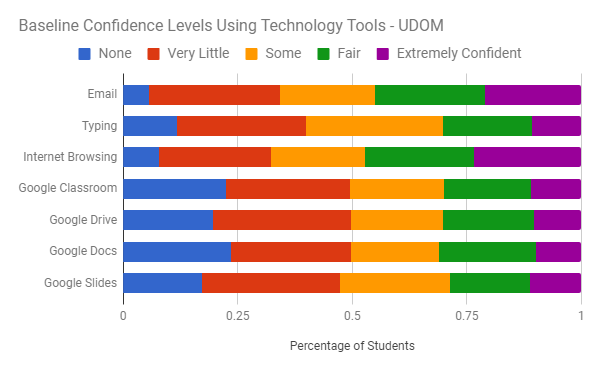 Baseline Confidence Levels Using Technology Tools - UDOM
None Very Little Some Fair Extremely Confident
Email
Typing
Internet Browsing
Google Classroom
Google Drive
Google Docs
Google Slides
0 0.25 0.5 0.75 1
Percentage of Students